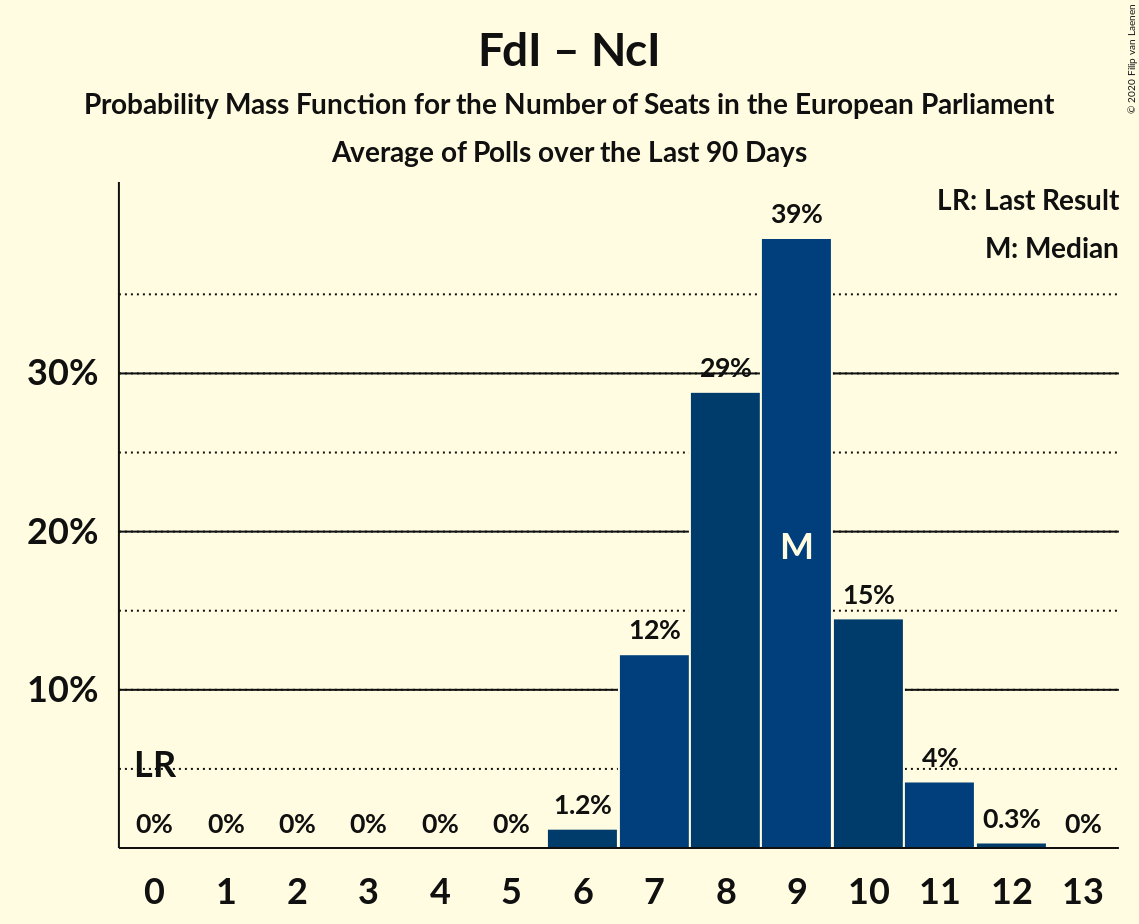 FdI – NcI
Probability Mass Function for the Number of Seats in the European Parliament
Average of Polls over the Last 90 Days
© 2020 Filip van Laenen
LR: Last Result
M: Median
39%
29%
30%
20%
M
15%
12%
10%
LR
4%
1.2%
0.3%
0% 0% 0% 0% 0% 0% 0%
0 1 2 3 4 5 6 7 8 9 10 11 12 13